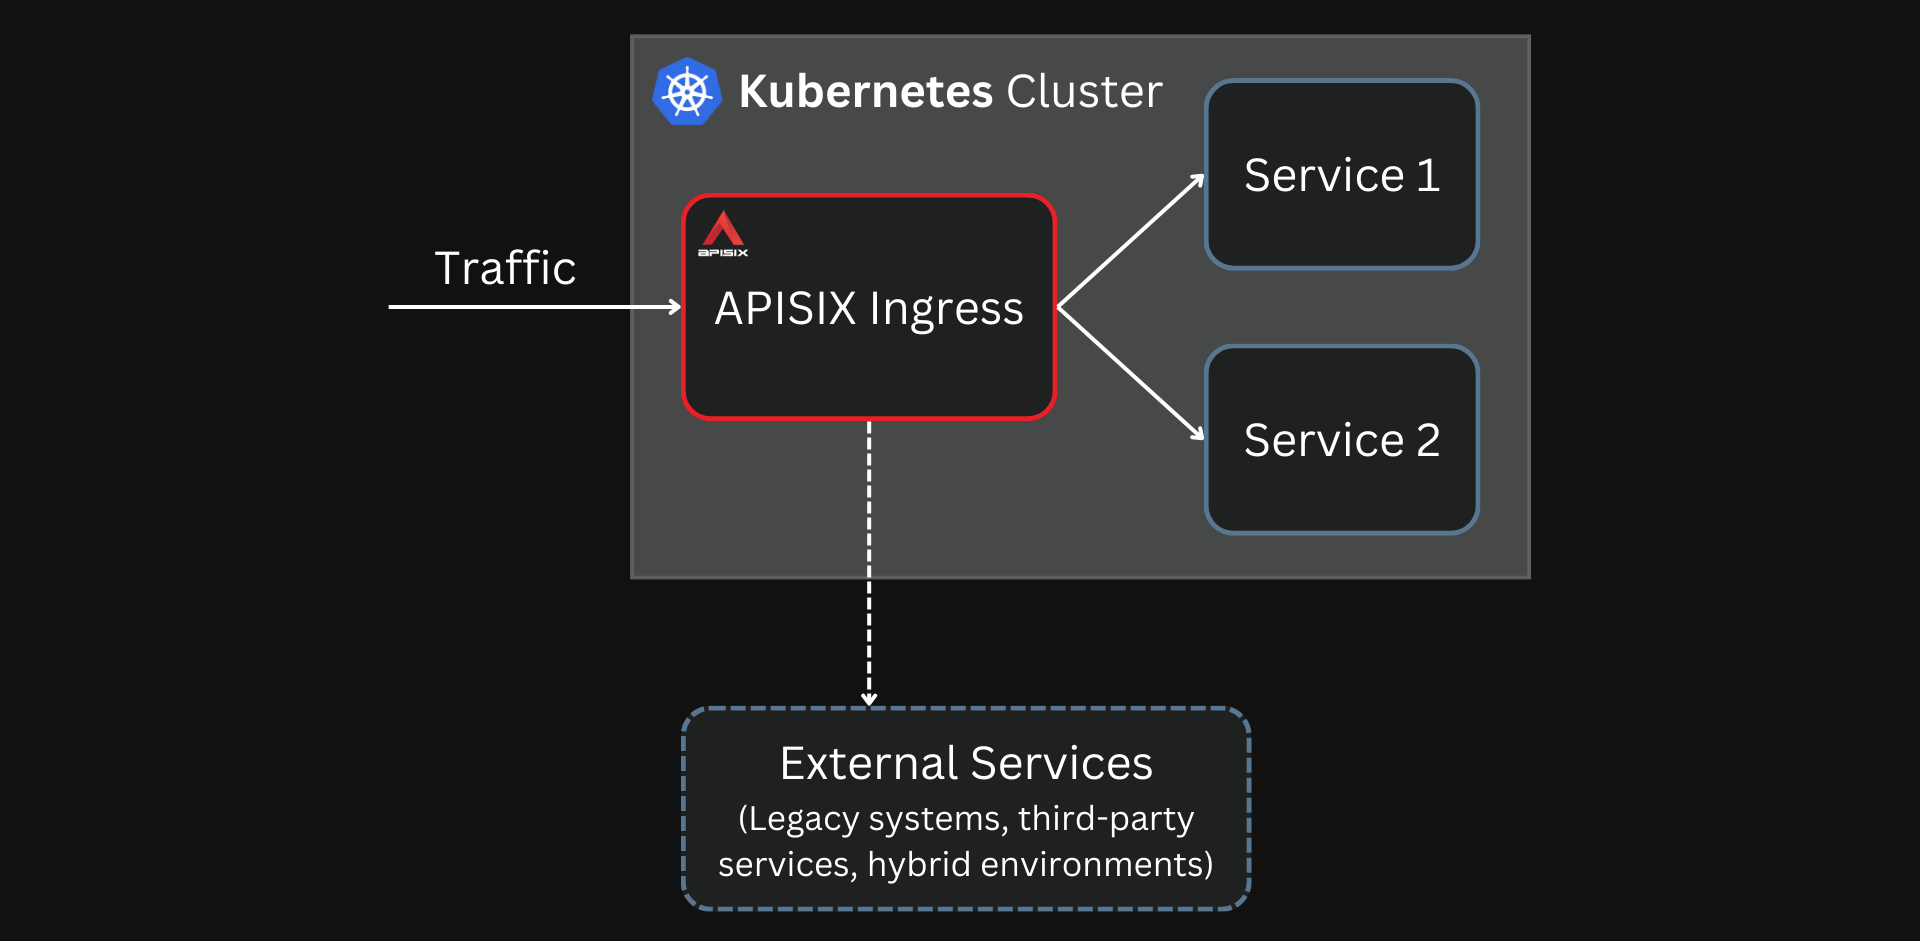 Kubernetes Cluster
Service 1
Traffic
APISIX
APISIX Ingress
Service 2
External Services
(Legacy systems, third-party
services, hybrid environments)